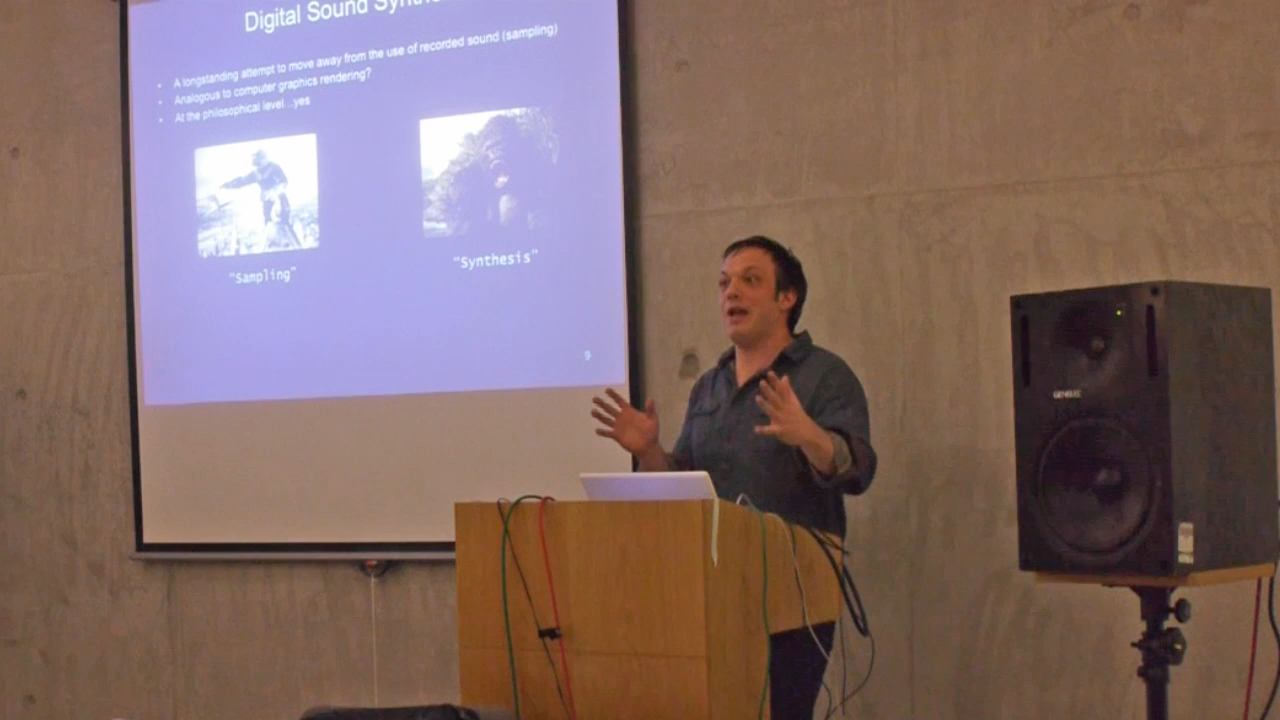 Digital Sound
A longstanding attempt to move away from the use of recorded sound (sampling)
Analogous to computer graphics rendering?
At the philosophical level...yes
"Sampling"
"Synthesis"
9
GENELEC